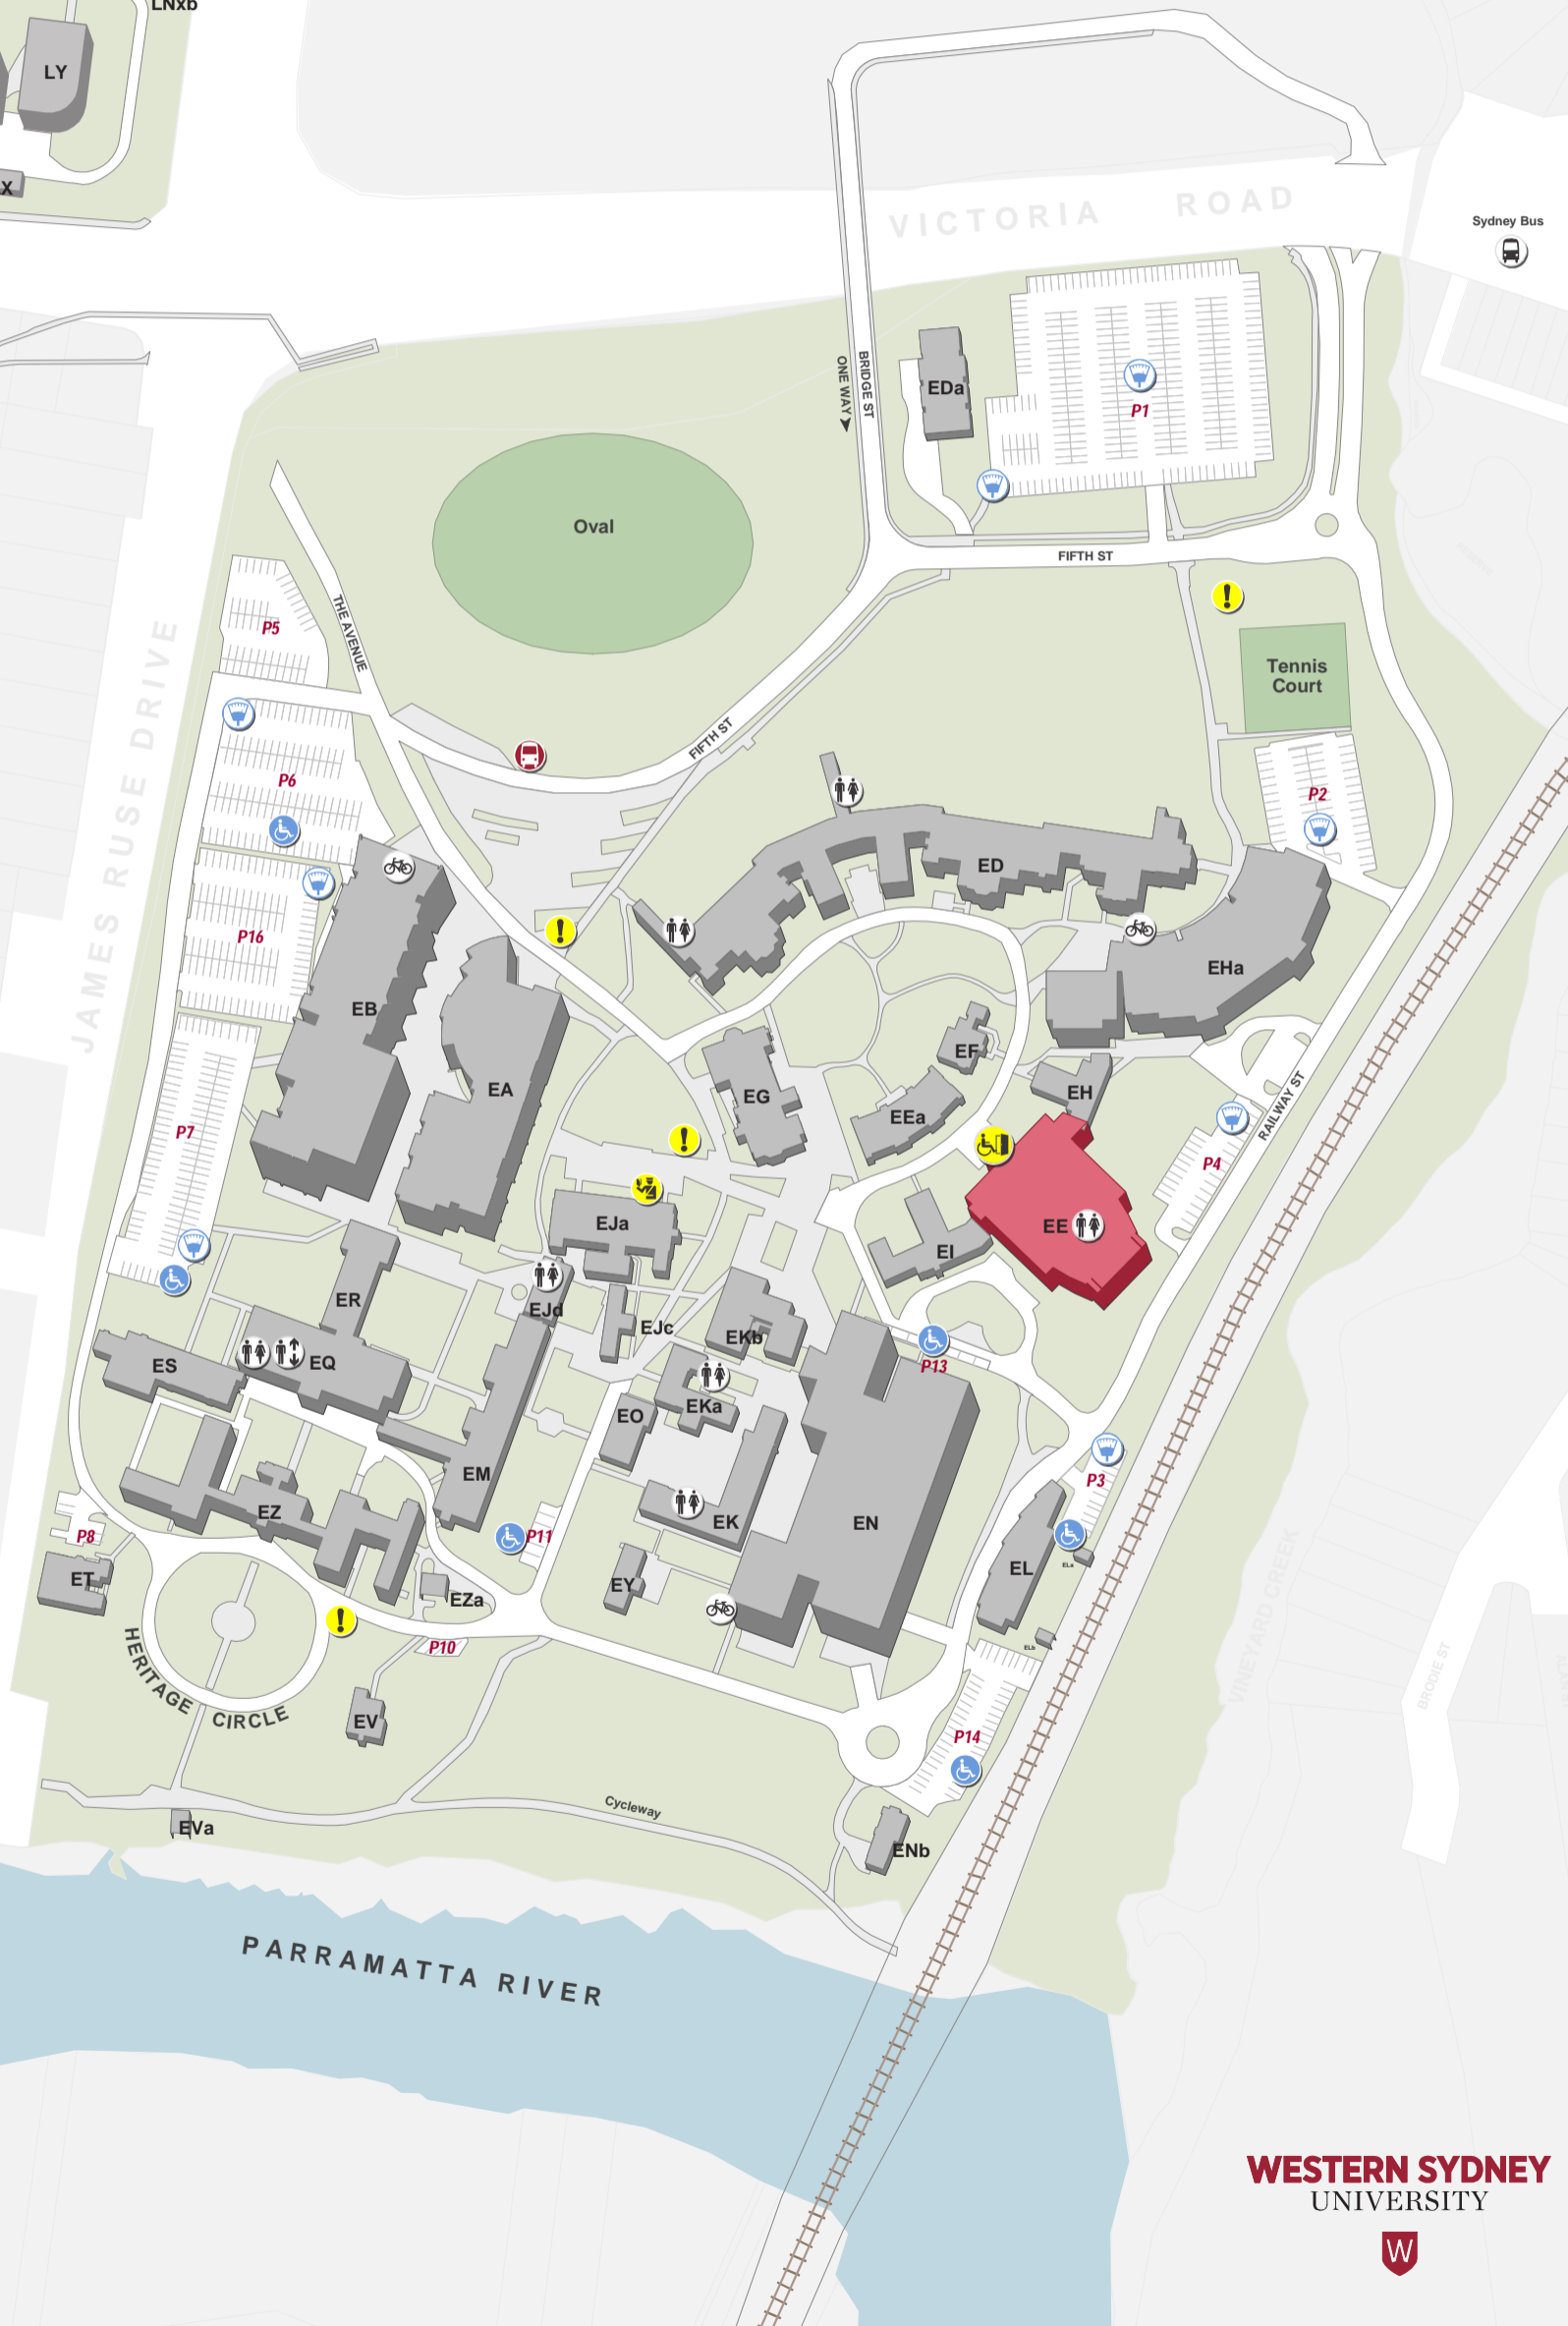 LNxb
LY
X
VICTORIA ROAD
Sydney Bus
BRIDGE ST
ONE WAY
EDa
P1
Oval
FIFTH ST
THE AVENUE
P5
JAMES RUSE DRIVE
Tennis
Court
FIFTH ST
P6
P2
ED
P16
EHa
EB
EF
EA
EG
EH
EEa
RAILWAY ST
P7
P4
EJa
EE
EI
ER
EJd
EJc
EKb
ES
EQ
P13
EKa
EO
EM
P3
EZ
EK
EN
P8
P11
ELa
EL
ET
EY
EZa
P10
ELb
HERITAGE CIRCLE
EV
P14
VINEYARD CREEK
BRODIE ST
Cycleway
EVa
ENb
PARRAMATTA RIVER
WESTERN SYDNEY
UNIVERSITY
W